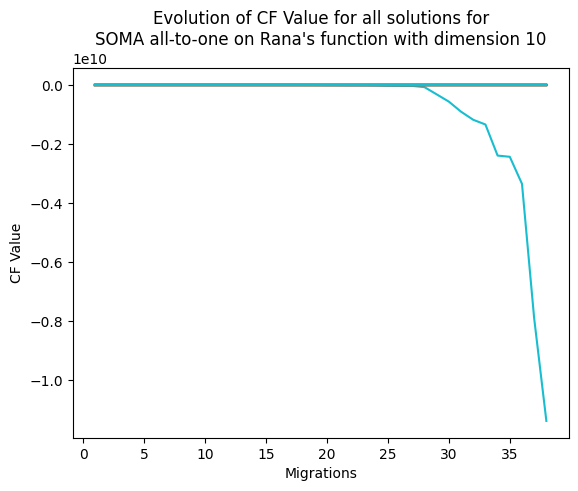 Evolution of CF Value for all solutions for
SOMA all-to-one on Rana's function with dimension 10
1e10
0.0
−0.2
−0.4
−0.6
−0.8
−1.0
CF Value
0 5 10 15 20 25 30 35
Migrations